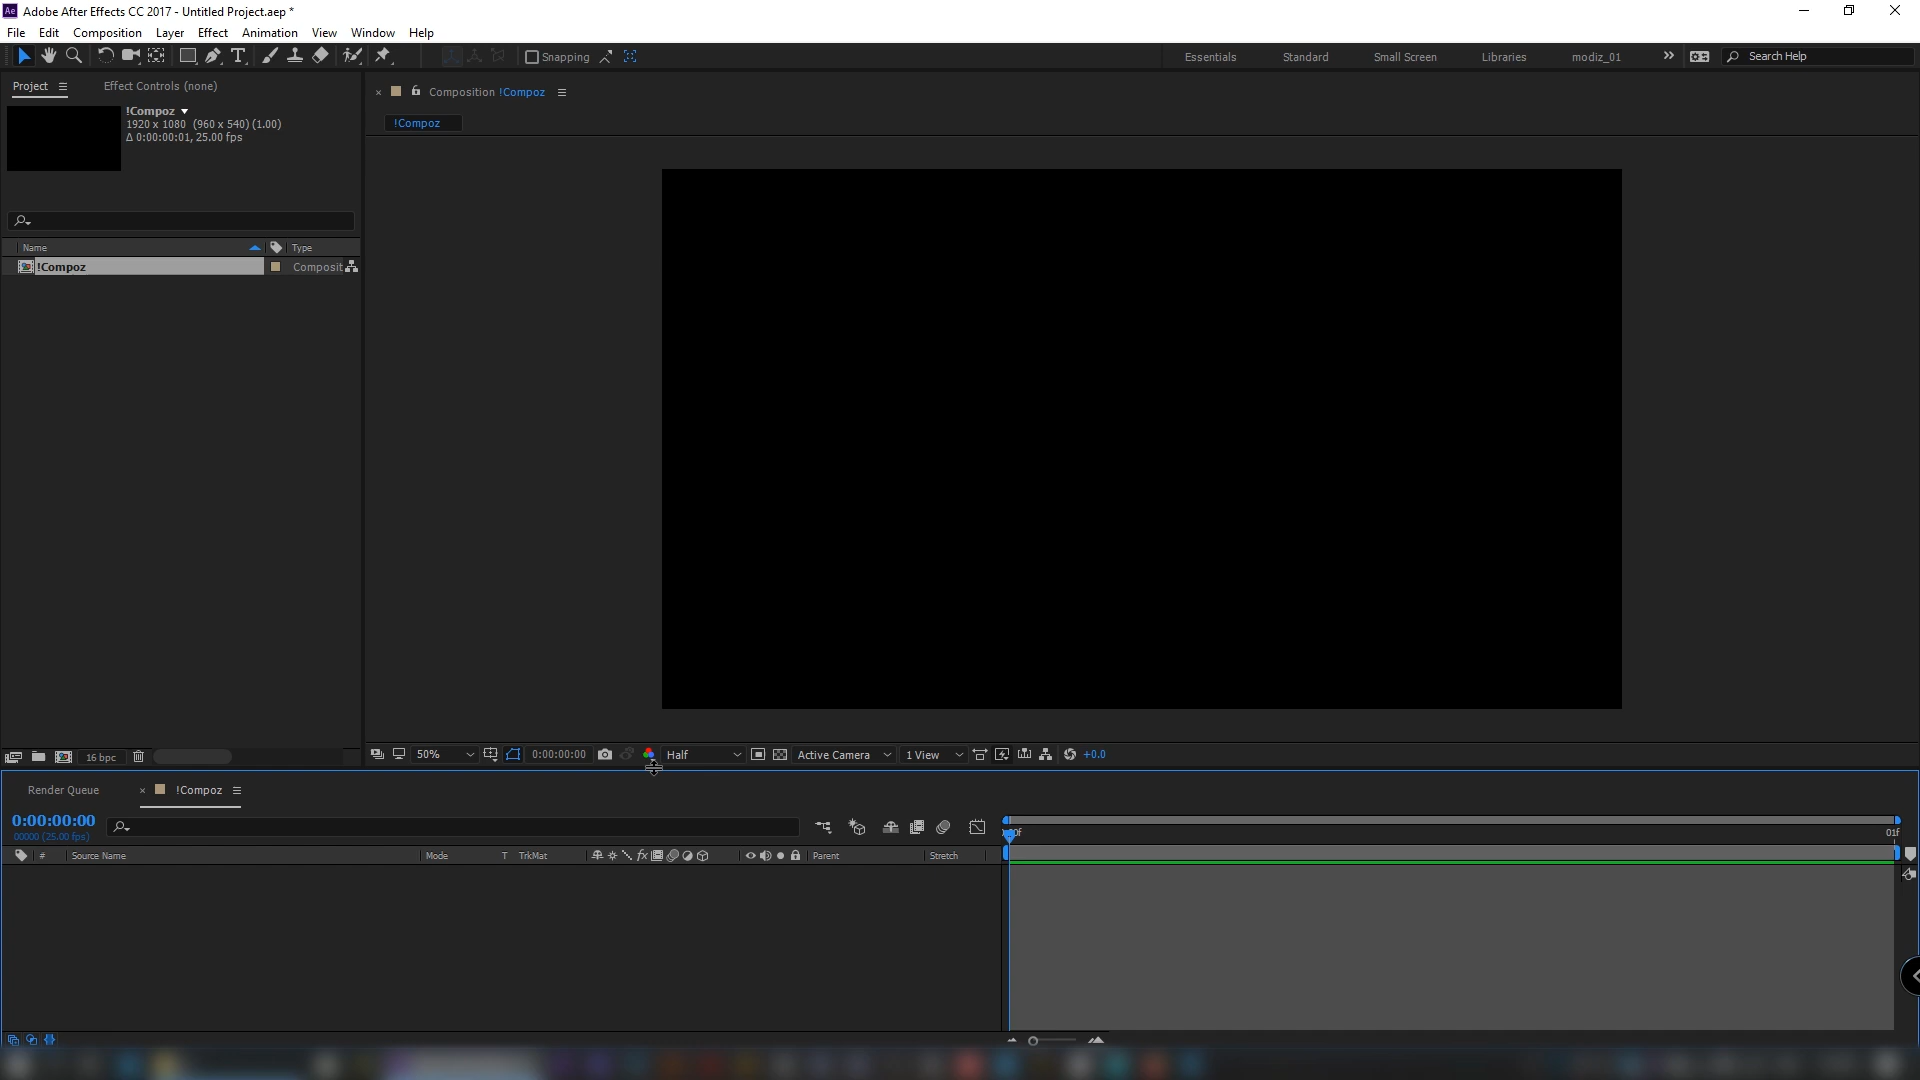 Ae Adobe After Effects CC 2017 - Untitled Project.aep *
File Edit Composition Layer Effect Animation View Window Help
T Snapping Essentials Standard Small Screen Libraries modiz_01 Search Help
Project Effect Controls (none)
!Compoz
1920 x 1080 (960 x 540) (1.00)
Δ 0:00:00:01, 25.00 fps
Composition !Compoz
!Compoz
Name Type
!Compoz Composit
16 bpc
50% 0:00:00:00 Half Active Camera 1 View +0.0
Render Queue !Compoz
0:00:00:00
00000 (25.00 fps)
01f
# Source Name Mode T TrkMat fx Parent Stretch